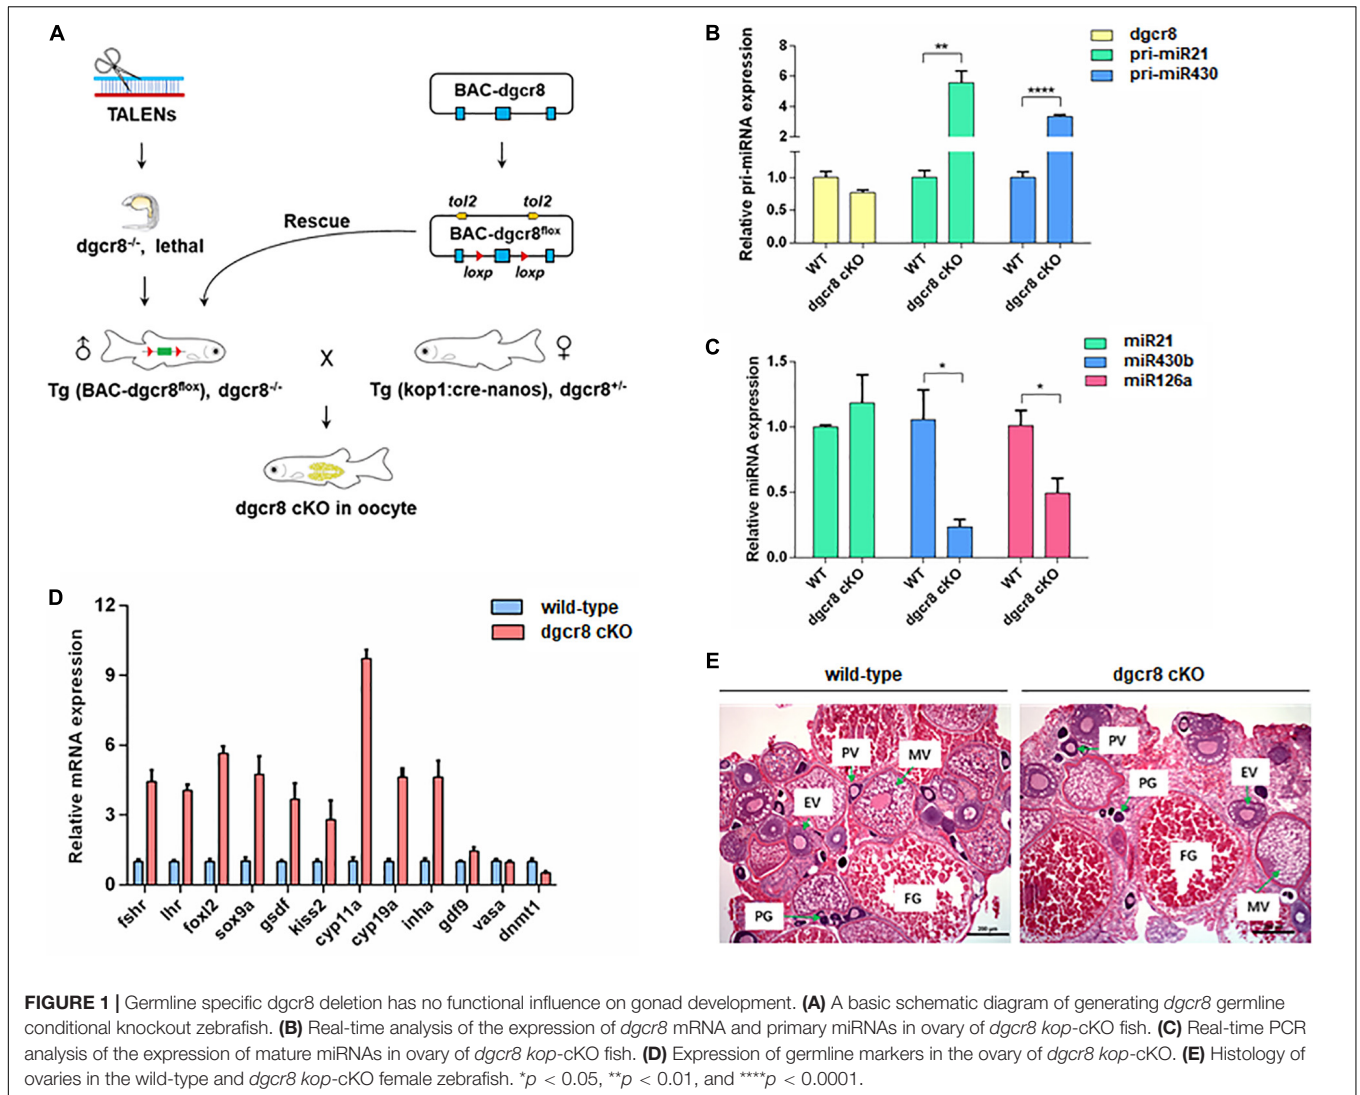 A
TALENs
dgcr8-/-, lethal
BAC-dgcr8
Rescue
tol2 tol2
BAC-dgcr8flox
loxp loxp
♂ X ♀
Tg (BAC-dgcr8flox), dgcr8-/- Tg (kop1:cre-nanos), dgcr8+/-
dgcr8 cKO in oocyte
B
Relative pri-miRNA expression
8
6
4
2
1.0
0.5
0.0
** ****
dgcr8
pri-miR21
pri-miR430
WT dgcr8 cKO WT dgcr8 cKO WT dgcr8 cKO
C
Relative miRNA expression
1.5
1.0
0.5
0.0
* *
miR21
miR430b
miR126a
WT dgcr8 cKO WT dgcr8 cKO WT dgcr8 cKO
D
Relative mRNA expression
12
9
6
3
0
wild-type
dgcr8 cKO
fshr lhr foxl2 sox9a gsdf kiss2 cyp11a cyp19a inha gdf9 vasa dnmt1
E
wild-type dgcr8 cKO
PV MV EV FG PG
200 μm
PV PG EV FG MV
FIGURE 1 | Germline specific dgcr8 deletion has no functional influence on gonad development. (A) A basic schematic diagram of generating dgcr8 germline
conditional knockout zebrafish. (B) Real-time analysis of the expression of dgcr8 mRNA and primary miRNAs in ovary of dgcr8 kop-cKO fish. (C) Real-time PCR
analysis of the expression of mature miRNAs in ovary of dgcr8 kop-cKO fish. (D) Expression of germline markers in the ovary of dgcr8 kop-cKO. (E) Histology of
ovaries in the wild-type and dgcr8 kop-cKO female zebrafish. *p < 0.05, **p < 0.01, and ****p < 0.0001.